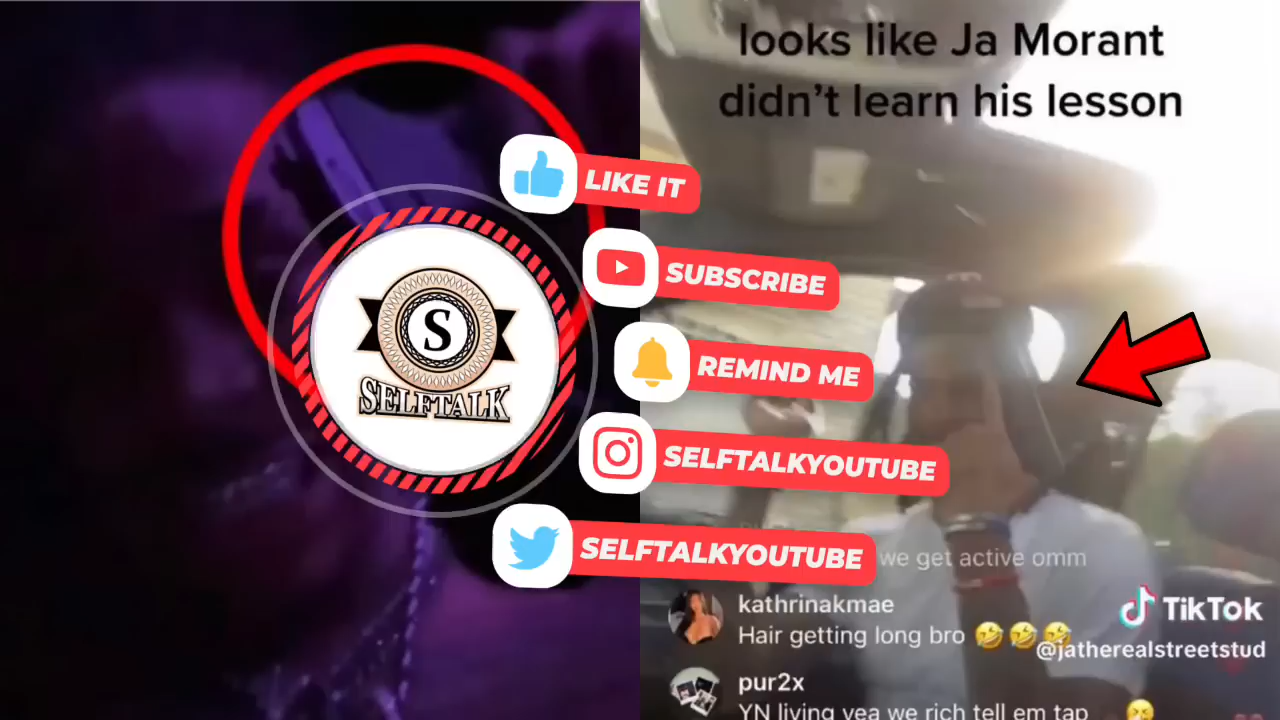 looks like Ja Morant
didn't learn his lesson
LIKE IT
SUBSCRIBE
REMIND ME
S
SELFTALK
SELFTALKYOUTUBE
SELFTALKYOUTUBE
we get active omm
kathrinakmae
Hair getting long bro 🤣🤣🤣
TikTok
@jatherealstreetstud
pur2x
YN living yea we rich tell em tap